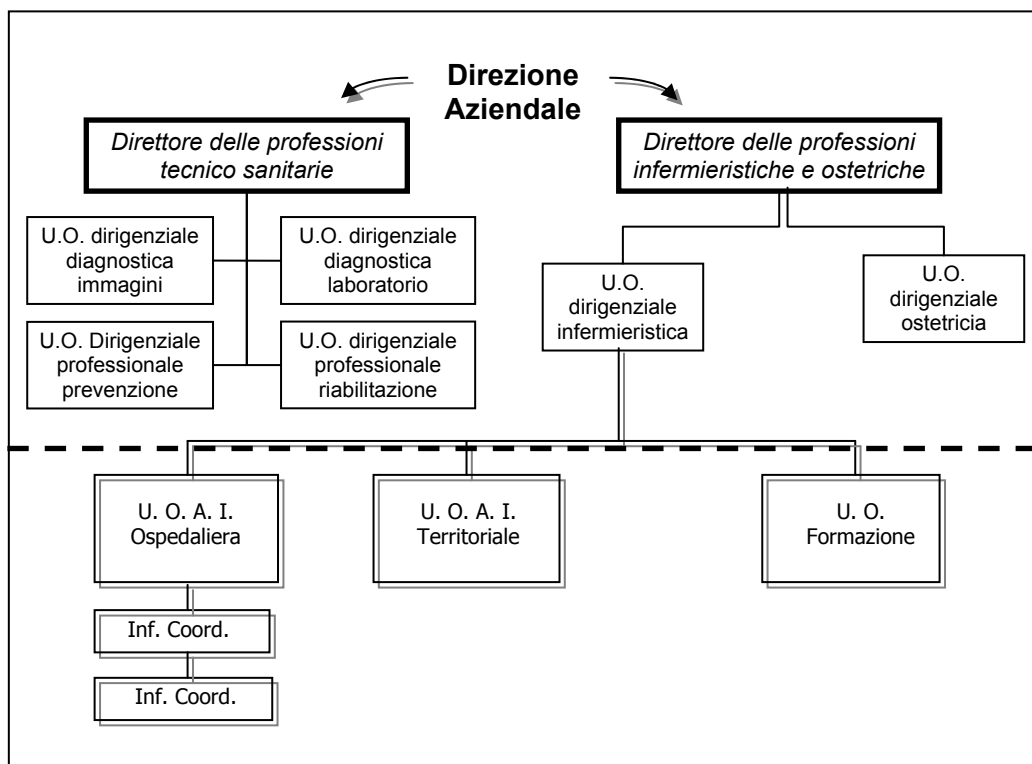 Direzione
Aziendale
Direttore delle professioni
tecnico sanitarie
Direttore delle professioni
infermieristiche e ostetriche
U.O. dirigenziale
diagnostica
immagini
U.O. dirigenziale
diagnostica
laboratorio
U.O.
dirigenziale
infermieristica
U.O.
dirigenziale
ostetricia
U.O. Dirigenziale
professionale
prevenzione
U.O. dirigenziale
professionale
riabilitazione
U. O. A. I.
Ospedaliera
U. O. A. I.
Territoriale
U. O.
Formazione
Inf. Coord.
Inf. Coord.